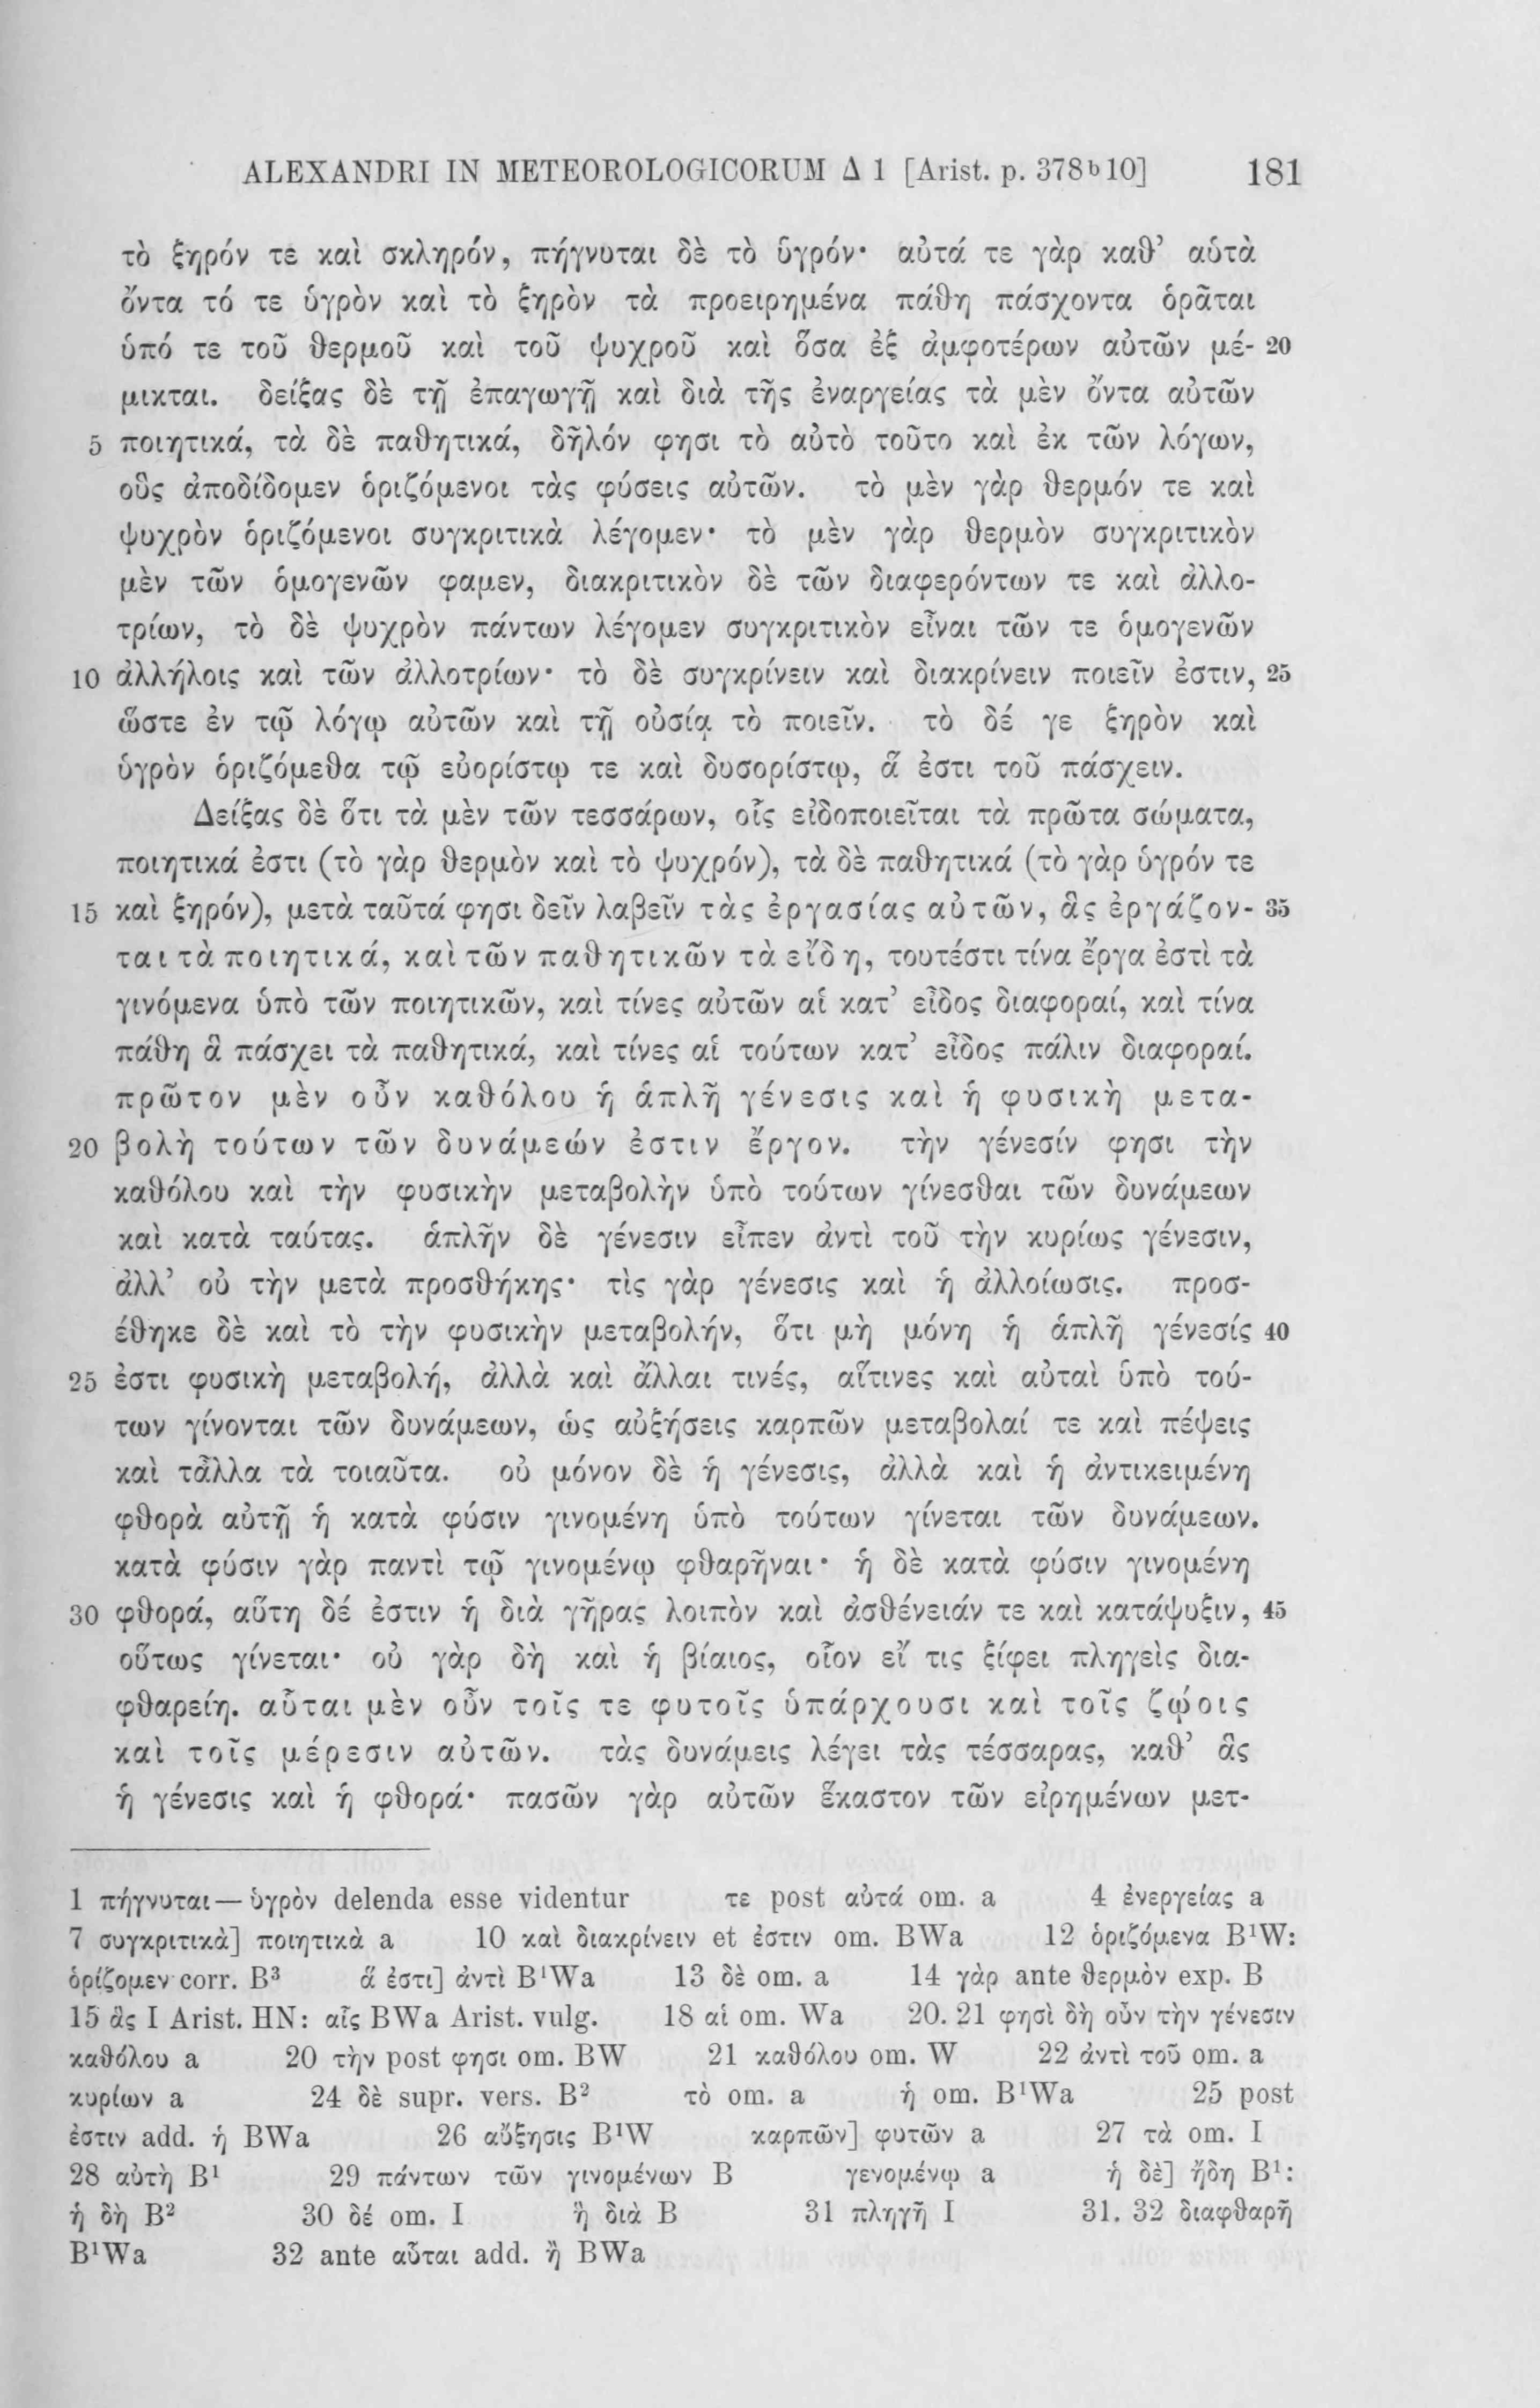 ALEXANDRI IN METEOROLOGICORUM Δ 1 [Arist. p. 378b10] 181
τὸ ξηρόν τε καὶ σκληρόν, πήγνυται δὲ τὸ ὑγρόν· αὐτά τε γὰρ καθ’ αὑτὰ
ὄντα τό τε ὑγρὸν καὶ τὸ ξηρὸν τὰ προειρημένα πάθη πάσχοντα ὁρᾶται
ὑπό τε τοῦ θερμοῦ καὶ τοῦ ψυχροῦ καὶ ὅσα ἐξ ἀμφοτέρων αὐτῶν μέ- 20
μικται. δείξας δὲ τῇ ἐπαγωγῇ καὶ διὰ τῆς ἐναργείας τὰ μὲν ὄντα αὐτῶν
5 ποιητικά, τὰ δὲ παθητικά, δῆλόν φησι τὸ αὐτὸ τοῦτο καὶ ἐκ τῶν λόγων,
οὓς ἀποδίδομεν ὁριζόμενοι τὰς φύσεις αὐτῶν. τὸ μὲν γὰρ θερμόν τε καὶ
ψυχρὸν ὁριζόμενοι συγκριτικὰ λέγομεν· τὸ μὲν γὰρ θερμὸν συγκριτικὸν
μὲν τῶν ὁμογενῶν φαμεν, διακριτικὸν δὲ τῶν διαφερόντων τε καὶ ἀλλο-
τρίων, τὸ δὲ ψυχρὸν πάντων λέγομεν συγκριτικὸν εἶναι τῶν τε ὁμογενῶν
10 ἀλλήλοις καὶ τῶν ἀλλοτρίων· τὸ δὲ συγκρίνειν καὶ διακρίνειν ποιεῖν ἐστιν, 25
ὥστε ἐν τῷ λόγῳ αὐτῶν καὶ τῇ οὐσίᾳ τὸ ποιεῖν. τὸ δέ γε ξηρὸν καὶ
ὑγρὸν ὁριζόμεθα τῷ εὐορίστῳ τε καὶ δυσορίστῳ, ἅ ἐστι τοῦ πάσχειν.
Δείξας δὲ ὅτι τὰ μὲν τῶν τεσσάρων, οἷς εἰδοποιεῖται τὰ πρῶτα σώματα,
ποιητικά ἐστι (τὸ γὰρ θερμὸν καὶ τὸ ψυχρόν), τὰ δὲ παθητικά (τὸ γὰρ ὑγρόν τε
15 καὶ ξηρόν), μετὰ ταῦτά φησι δεῖν λαβεῖν τὰς ἐργασίας αὐτῶν, ἃς ἐργάζον- 35
ται τὰ ποιητικά, καὶ τῶν παθητικῶν τὰ εἴδη, τουτέστι τίνα ἔργα ἐστὶ τὰ
γινόμενα ὑπὸ τῶν ποιητικῶν, καὶ τίνες αὐτῶν αἱ κατ’ εἶδος διαφοραί, καὶ τίνα
πάθη ἃ πάσχει τὰ παθητικά, καὶ τίνες αἱ τούτων κατ’ εἶδος πάλιν διαφοραί.
πρῶτον μὲν οὖν καθόλου ἡ ἁπλῆ γένεσις καὶ ἡ φυσικὴ μετα-
20 βολὴ τούτων τῶν δυνάμεών ἐστιν ἔργον. τὴν γένεσίν φησι τὴν
καθόλου καὶ τὴν φυσικὴν μεταβολὴν ὑπὸ τούτων γίνεσθαι τῶν δυνάμεων
καὶ κατὰ ταύτας. ἁπλῆν δὲ γένεσιν εἶπεν ἀντὶ τοῦ τὴν κυρίως γένεσιν,
ἀλλ’ οὐ τὴν μετὰ προσθήκης· τὶς γὰρ γένεσις καὶ ἡ ἀλλοίωσις. προσ-
έθηκε δὲ καὶ τὸ τὴν φυσικὴν μεταβολήν, ὅτι μὴ μόνη ἡ ἁπλῆ γένεσίς 40
25 ἐστι φυσικὴ μεταβολή, ἀλλὰ καὶ ἄλλαι τινές, αἵτινες καὶ αὐταὶ ὑπὸ τού-
των γίνονται τῶν δυνάμεων, ὡς αὐξήσεις καρπῶν μεταβολαί τε καὶ πέψεις
καὶ τἆλλα τὰ τοιαῦτα. οὐ μόνον δὲ ἡ γένεσις, ἀλλὰ καὶ ἡ ἀντικειμένη
φθορὰ αὐτῇ ἡ κατὰ φύσιν γινομένη ὑπὸ τούτων γίνεται τῶν δυνάμεων.
κατὰ φύσιν γὰρ παντὶ τῷ γινομένῳ φθαρῆναι· ἡ δὲ κατὰ φύσιν γινομένη
30 φθορά, αὕτη δέ ἐστιν ἡ διὰ γῆρας λοιπὸν καὶ ἀσθένειάν τε καὶ κατάψυξιν, 45
οὕτως γίνεται· οὐ γὰρ δὴ καὶ ἡ βίαιος, οἷον εἴ τις ξίφει πληγεὶς δια-
φθαρείη. αὗται μὲν οὖν τοῖς τε φυτοῖς ὑπάρχουσι καὶ τοῖς ζῴοις
καὶ τοῖς μέρεσιν αὐτῶν. τὰς δυνάμεις λέγει τὰς τέσσαρας, καθ’ ἃς
ἡ γένεσις καὶ ἡ φθορά· πασῶν γὰρ αὐτῶν ἕκαστον τῶν εἰρημένων μετ-
1 πήγνυται — ὑγρὸν delenda esse videntur τε post αὐτά om. a 4 ἐνεργείας a
7 συγκριτικὰ] ποιητικὰ a 10 καὶ διακρίνειν et ἐστιν om. BWa 12 ὁριζόμενα B¹W:
ὁρίζομεν corr. B³ ἅ ἐστι] ἀντὶ B¹Wa 13 δὲ om. a 14 γὰρ ante θερμὸν exp. B
15 ἃς I Arist. HN: αἷς BWa Arist. vulg. 18 αἱ om. Wa 20. 21 φησὶ δὴ οὖν τὴν γένεσιν
καθόλου a 20 τὴν post φησι om. BW 21 καθόλου om. W 22 ἀντὶ τοῦ om. a
κυρίων a 24 δὲ supr. vers. B² τὸ om. a ἡ om. B¹Wa 25 post
ἐστιν add. ἡ BWa 26 αὔξησις B¹W καρπῶν] φυτῶν a 27 τὰ om. I
28 αὐτὴ B¹ 29 πάντων τῶν γινομένων B γενομένῳ a ἡ δὲ] ἤδη B¹:
ἡ δὴ B² 30 δέ om. I ἢ διὰ B 31 πληγῇ I 31. 32 διαφθαρῇ
B¹Wa 32 ante αὗται add. ἢ BWa